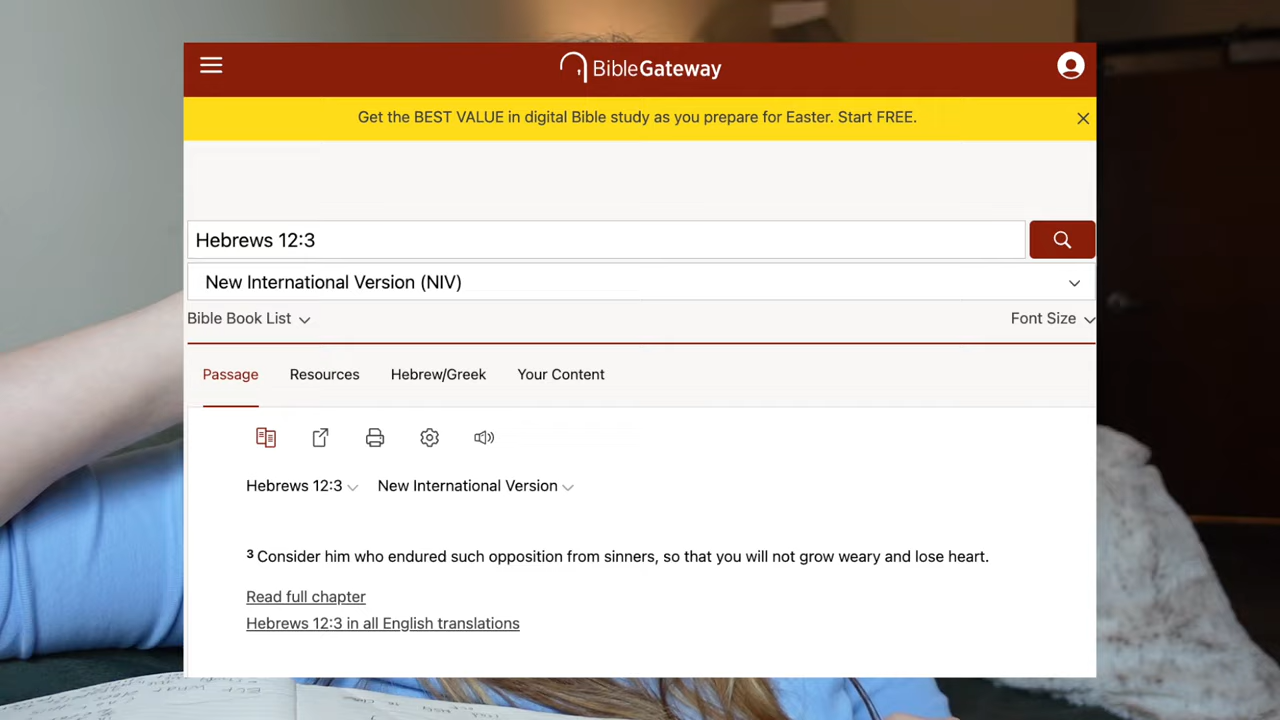 BibleGateway
Get the BEST VALUE in digital Bible study as you prepare for Easter. Start FREE.
Hebrews 12:3
New International Version (NIV)
Bible Book List
Font Size
Passage Resources Hebrew/Greek Your Content
Hebrews 12:3 New International Version
3 Consider him who endured such opposition from sinners, so that you will not grow weary and lose heart.
Read full chapter
Hebrews 12:3 in all English translations